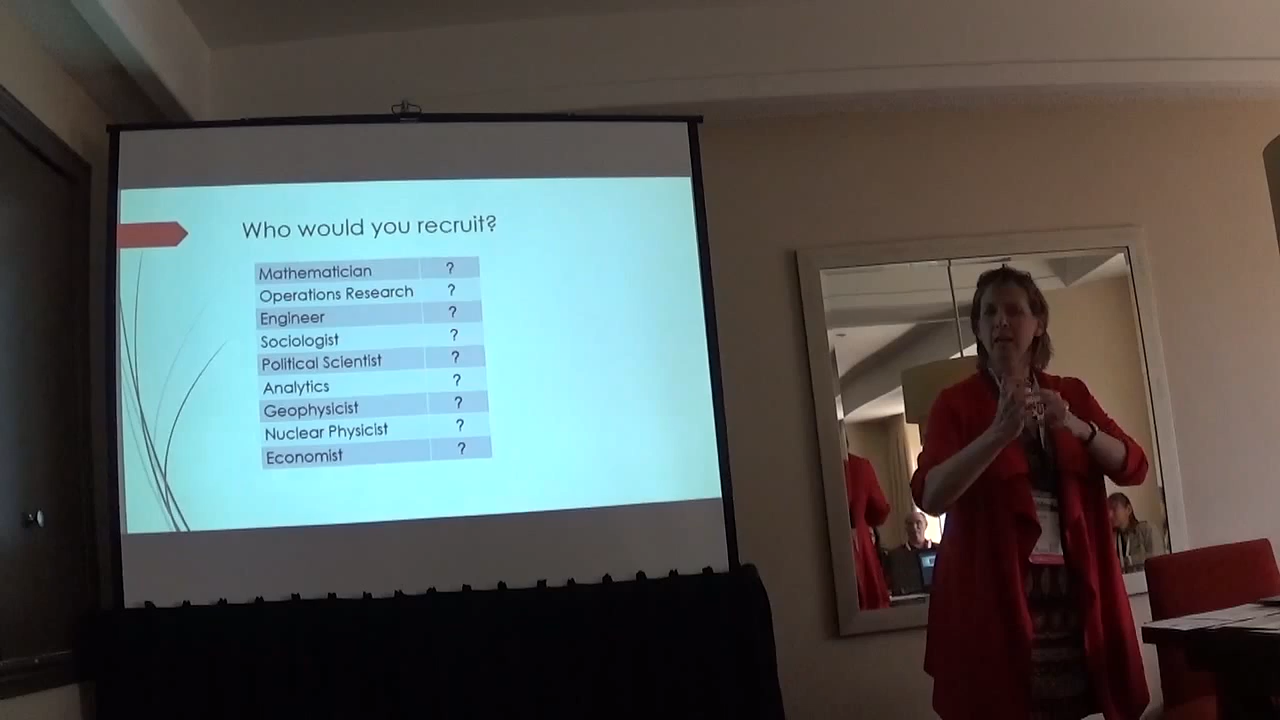 Who would you recruit?
Mathematician ?
Operations Research ?
Engineer ?
Sociologist ?
Political Scientist ?
Analytics ?
Geophysicist ?
Nuclear Physicist ?
Economist ?